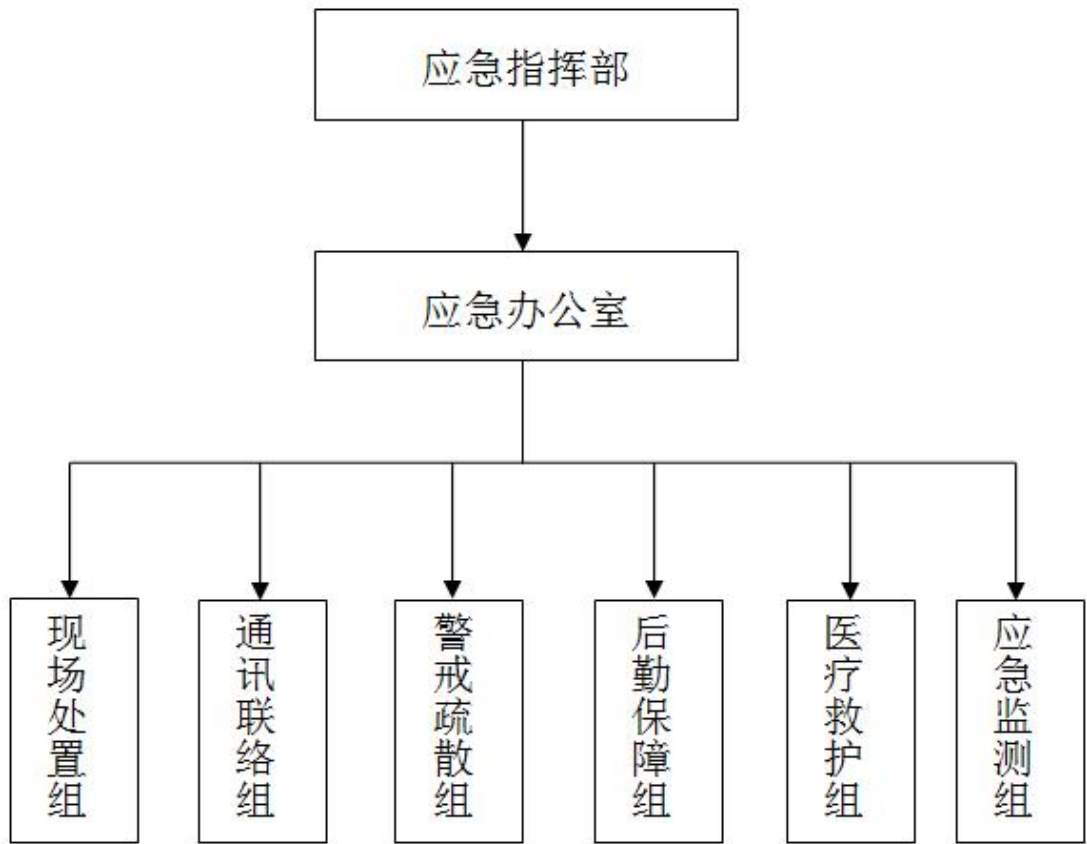 应急指挥部
应急办公室
现场处置组
通讯联络组
警戒疏散组
后勤保障组
医疗救护组
应急监测组